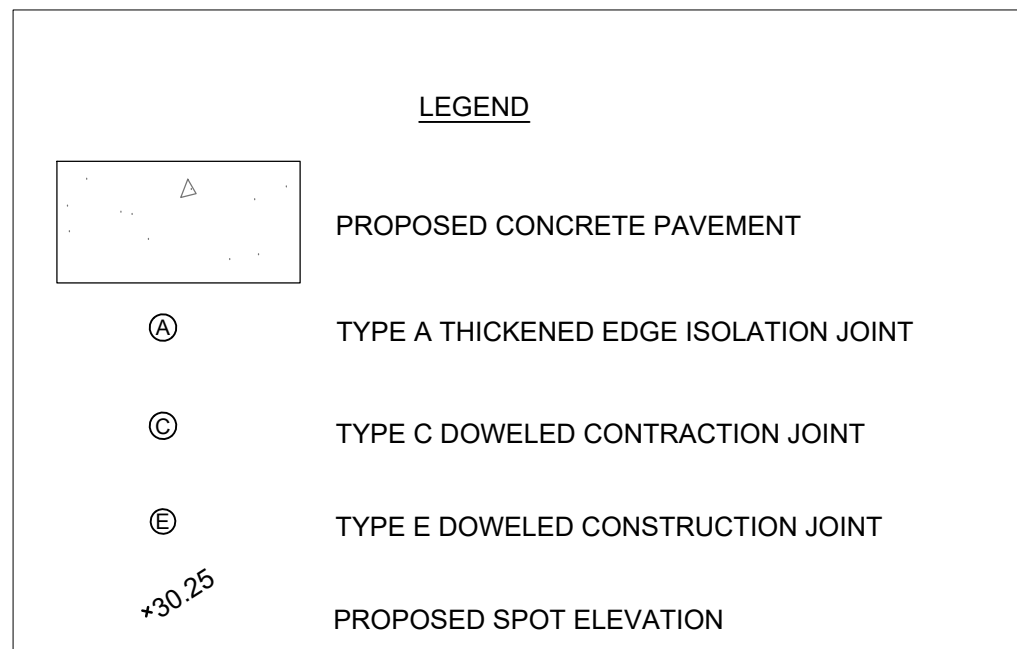 LEGEND
PROPOSED CONCRETE PAVEMENT
Ⓐ TYPE A THICKENED EDGE ISOLATION JOINT
Ⓒ TYPE C DOWELED CONTRACTION JOINT
Ⓔ TYPE E DOWELED CONSTRUCTION JOINT
×30.25 PROPOSED SPOT ELEVATION